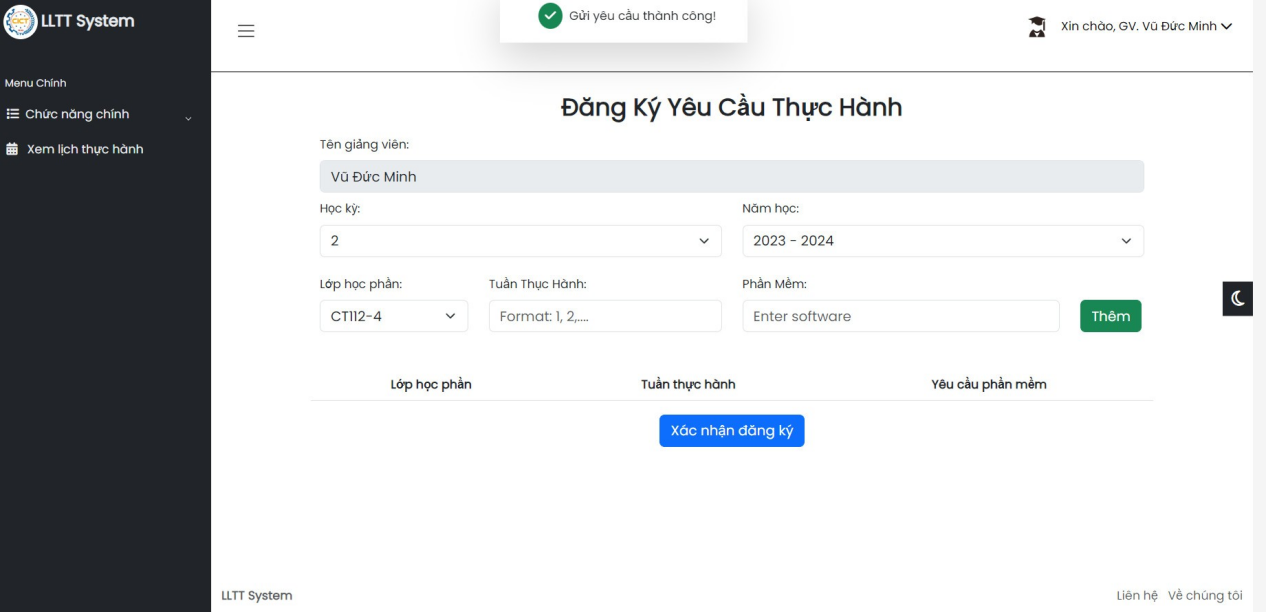 LLTT System
Gửi yêu cầu thành công!
Xin chào, GV. Vũ Đức Minh
Menu Chính
Chức năng chính
Xem lịch thực hành
Đăng Ký Yêu Cầu Thực Hành
Tên giảng viên:
Vũ Đức Minh
Học kỳ:
Năm học:
2
2023 - 2024
Lớp học phần:
Tuần Thực Hành:
Phần Mềm:
CT112-4
Format: 1, 2,....
Enter software
Thêm
Lớp học phần
Tuần thực hành
Yêu cầu phần mềm
Xác nhận đăng ký
LLTT System
Liên hệ
Về chúng tôi